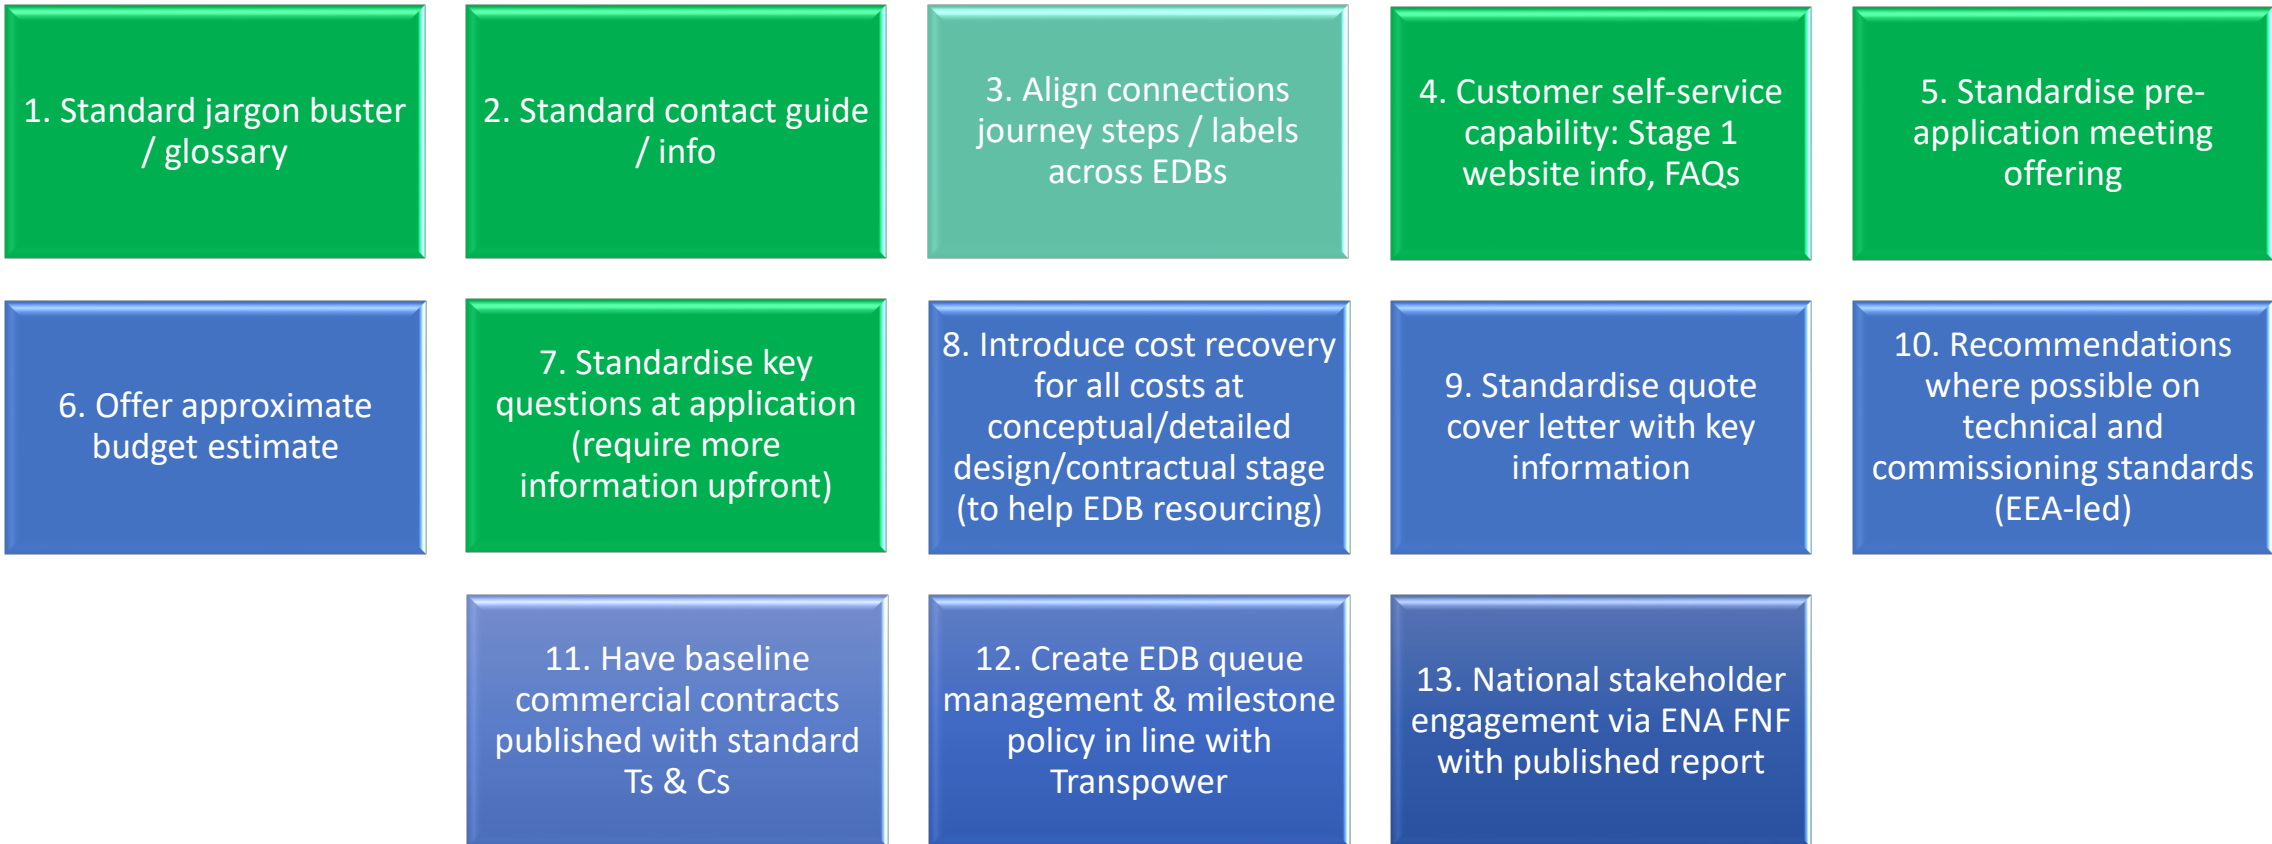 1. Standard jargon buster
/ glossary
2. Standard contact guide
/ info
3. Align connections
journey steps / labels
across EDBs
4. Customer self-service
capability: Stage 1
website info, FAQs
5. Standardise pre-
application meeting
offering
6. Offer approximate
budget estimate
7. Standardise key
questions at application
(require more
information upfront)
8. Introduce cost recovery
for all costs at
conceptual/detailed
design/contractual stage
(to help EDB resourcing)
9. Standardise quote
cover letter with key
information
10. Recommendations
where possible on
technical and
commissioning standards
(EEA-led)
11. Have baseline
commercial contracts
published with standard
Ts & Cs
12. Create EDB queue
management & milestone
policy in line with
Transpower
13. National stakeholder
engagement via ENA FNF
with published report